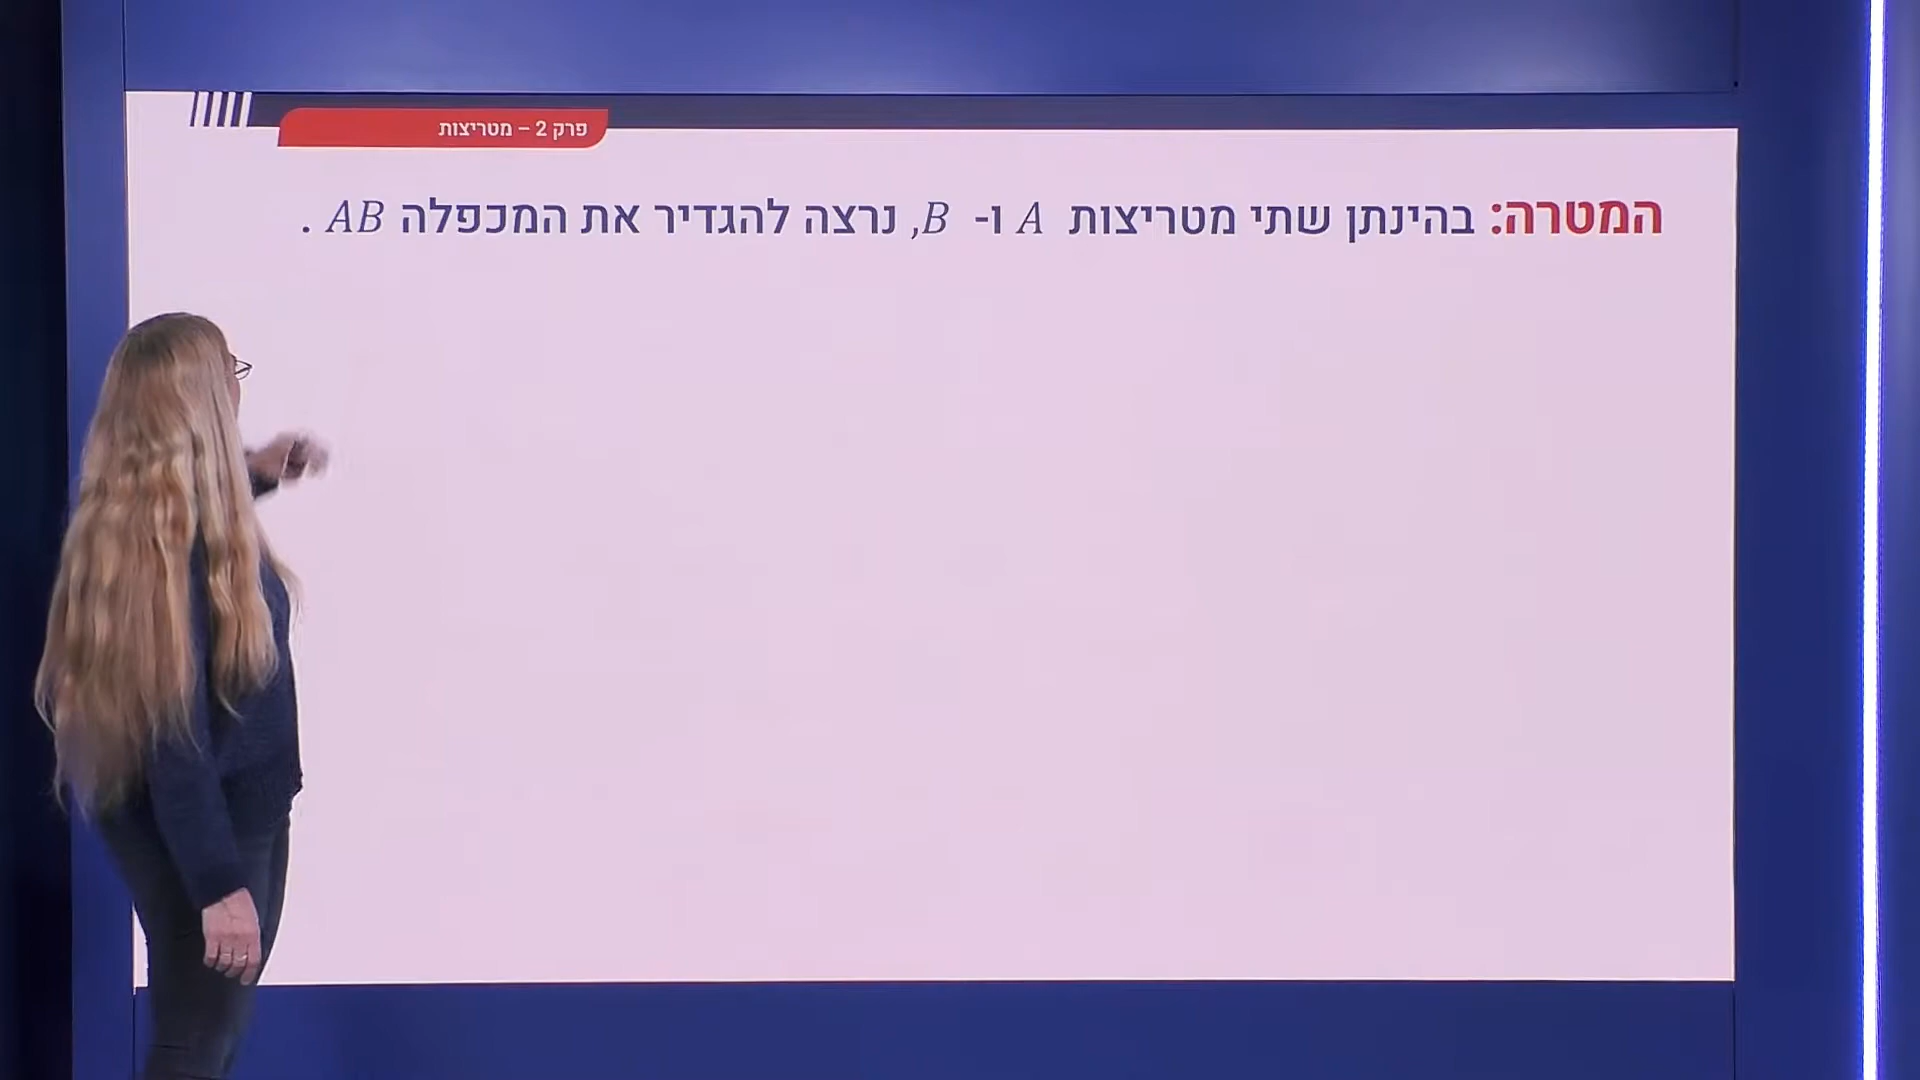 פרק 2 – מטריצות
המטרה: בהינתן שתי מטריצות A ו- B, נרצה להגדיר את המכפלה AB .